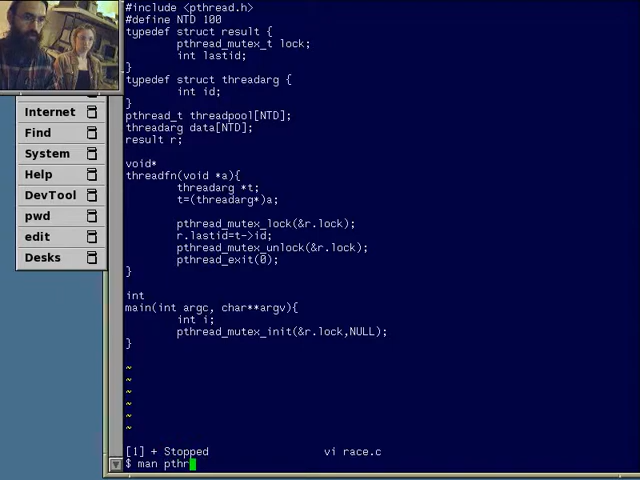 #include <pthread.h>
#define NTD 100
typedef struct result {
pthread_mutex_t lock;
int lastid;
}
typedef struct threadarg {
int id;
}
pthread_t threadpool[NTD];
threadarg data[NTD];
result r;
void*
threadfn(void *a){
threadarg *t;
t=(threadarg*)a;
pthread_mutex_lock(&r.lock);
r.lastid=t->id;
pthread_mutex_unlock(&r.lock);
pthread_exit(0);
}
int
main(int argc, char**argv){
int i;
pthread_mutex_init(&r.lock,NULL);
}
~
~
~
~
~
~
[1] + Stopped vi race.c
$ man pthr
Internet
Find
System
Help
DevTool
pwd
edit
Desks